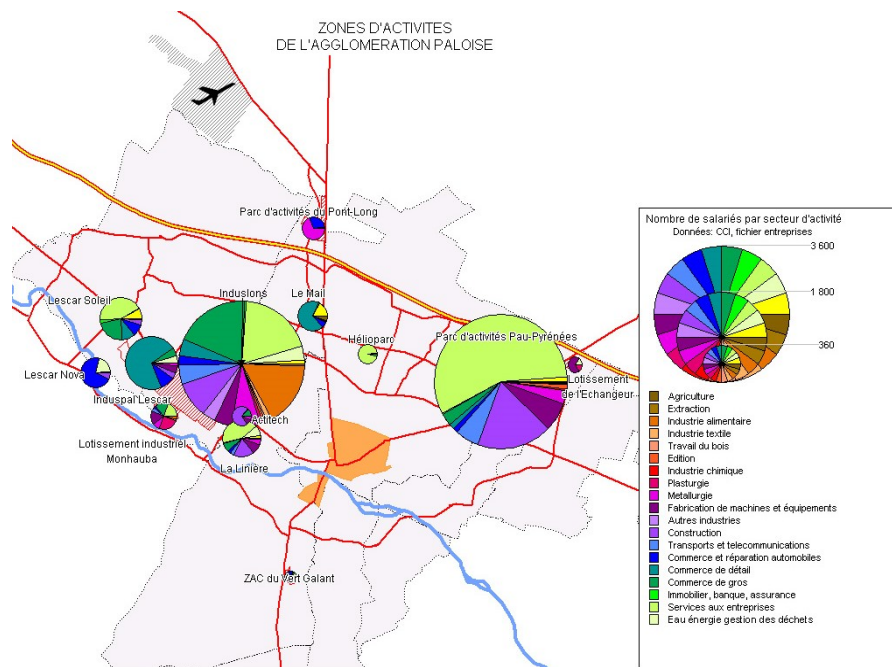 ZONES D'ACTIVITES
DE L'AGGLOMERATION PALOISE
Parc d'activités du Pont-Long
Lescar Soleil
Induslons
Le Mail
Hélioparc
Parc d'activités Pau-Pyrénées
Lotissement
de l'Echangeur
Lescar Nova
Induspal Lescar
Actitech
Lotissement industriel
Monhauba
La Linière
ZAC du Vert Galant
Nombre de salariés par secteur d'activité
Données: CCI, fichier entreprises
3 600
1 800
360
Agriculture
Extraction
Industrie alimentaire
Industrie textile
Travail du bois
Edition
Industrie chimique
Plasturgie
Metallurgie
Fabrication de machines et équipements
Autres industries
Construction
Transports et telecommunications
Commerce et réparation automobiles
Commerce de détail
Commerce de gros
Immobilier, banque, assurance
Services aux entreprises
Eau énergie gestion des déchets